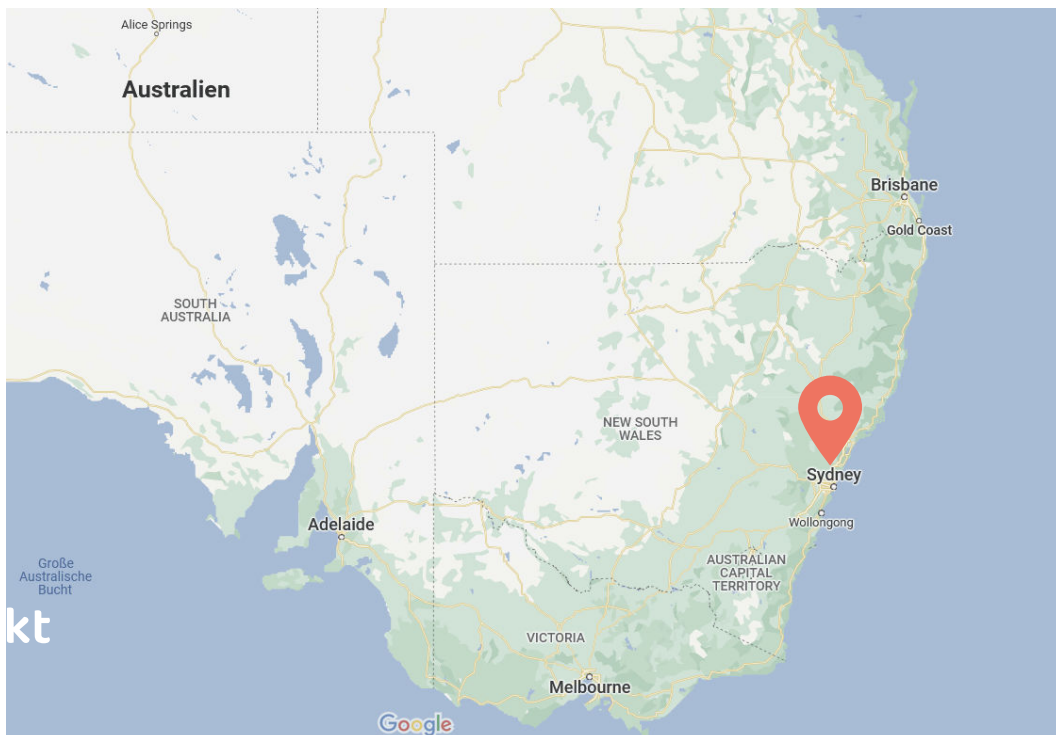 Alice Springs
Australien
Brisbane
Gold Coast
SOUTH
AUSTRALIA
NEW SOUTH
WALES
Sydney
Wollongong
Adelaide
Große
Australische
Bucht
AUSTRALIAN
CAPITAL
TERRITORY
kt
VICTORIA
Melbourne
Google